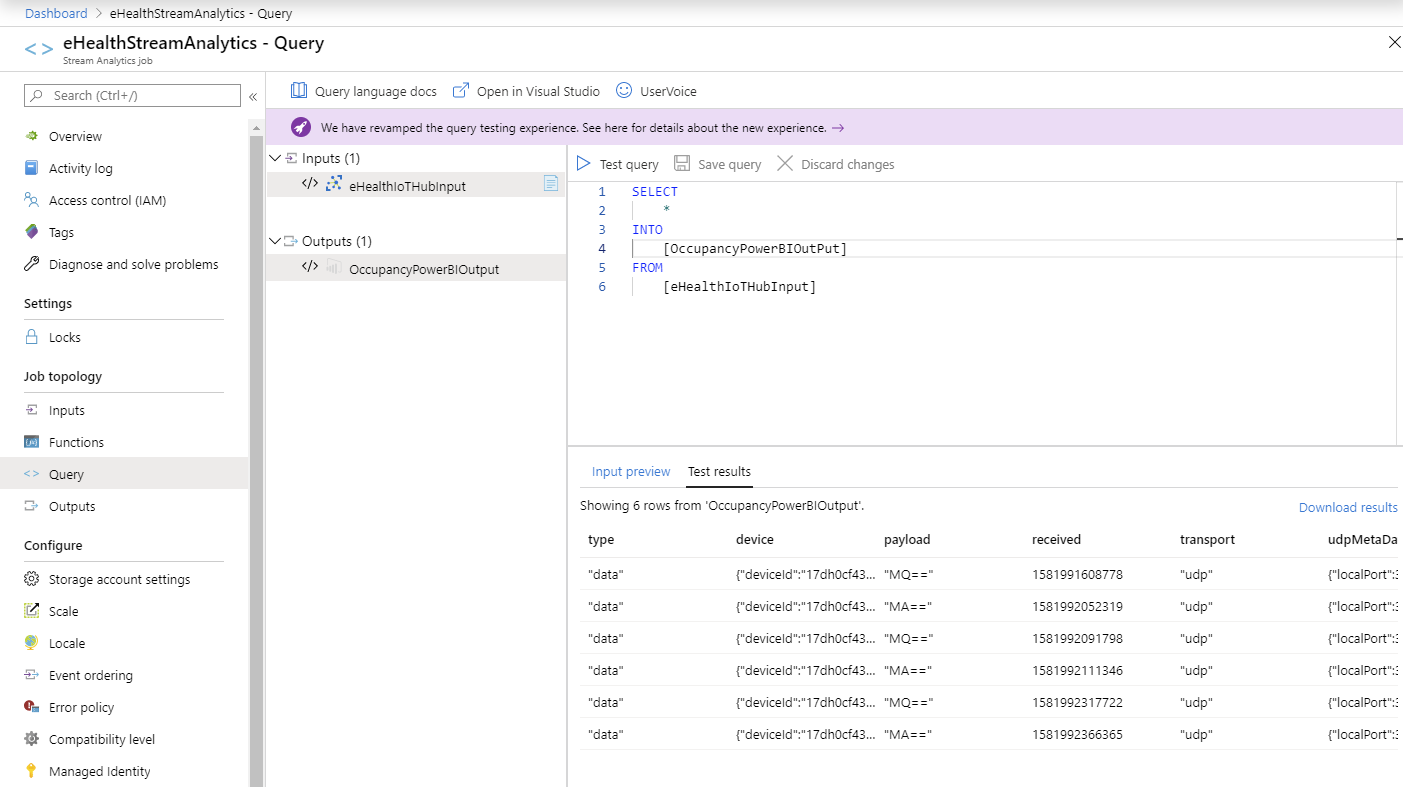 Dashboard > eHealthStreamAnalytics - Query
eHealthStreamAnalytics - Query
Stream Analytics job
Search (Ctrl+/)
«
Overview
Activity log
Access control (IAM)
Tags
Diagnose and solve problems
Settings
Locks
Job topology
Inputs
Functions
Query
Outputs
Configure
Storage account settings
Scale
Locale
Event ordering
Error policy
Compatibility level
Managed Identity
Query language docs Open in Visual Studio UserVoice
We have revamped the query testing experience. See here for details about the new experience. →
Inputs (1)
</> eHealthIoTHubInput
Outputs (1)
</> OccupancyPowerBIOutput
Test query Save query Discard changes
1 SELECT
2 *
3 INTO
4 [OccupancyPowerBIOutPut]
5 FROM
6 [eHealthIoTHubInput]
Input preview Test results
Showing 6 rows from 'OccupancyPowerBIOutput'.
Download results
type device payload received transport udpMetaDa
"data" {"deviceId":"17dh0cf43... "MQ==" 1581991608778 "udp" {"localPort":3
"data" {"deviceId":"17dh0cf43... "MA==" 1581992052319 "udp" {"localPort":3
"data" {"deviceId":"17dh0cf43... "MQ==" 1581992091798 "udp" {"localPort":3
"data" {"deviceId":"17dh0cf43... "MA==" 1581992111346 "udp" {"localPort":3
"data" {"deviceId":"17dh0cf43... "MQ==" 1581992317722 "udp" {"localPort":3
"data" {"deviceId":"17dh0cf43... "MA==" 1581992366365 "udp" {"localPort":3